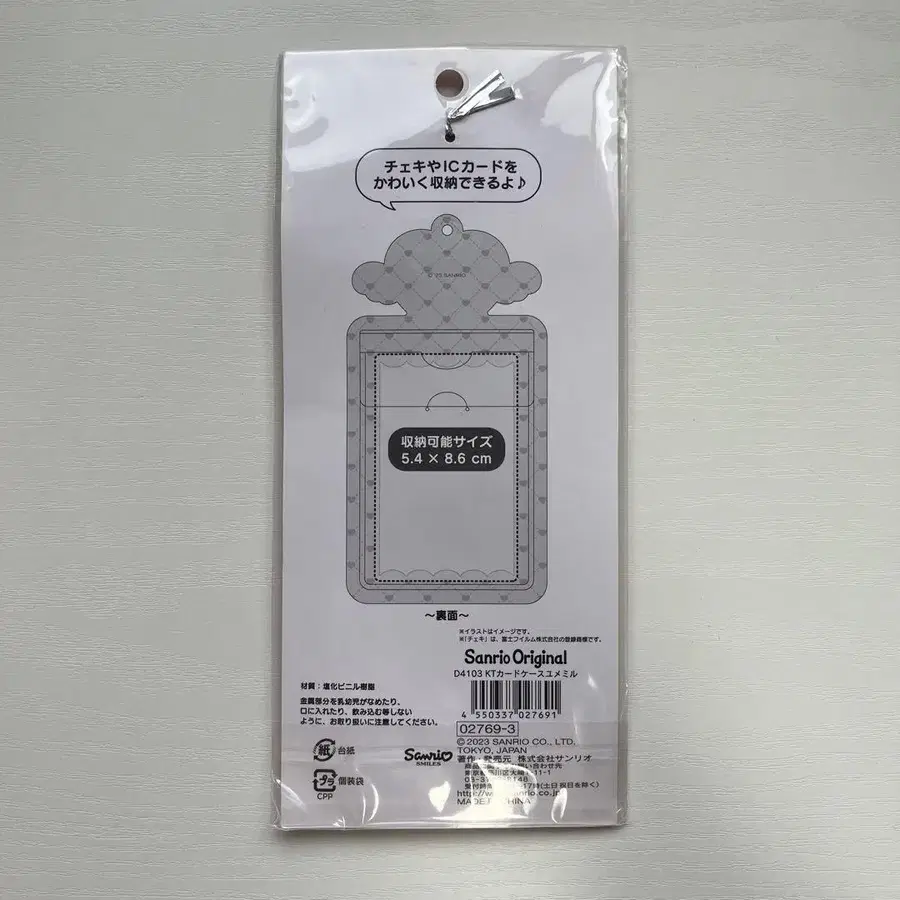 チェキやICカードを
かわいく収納できるよ♪
© '23 SANRIO
収納可能サイズ
5.4 × 8.6 cm
～裏面～
※イラストはイメージです。
※「チェキ」は、富士フイルム株式会社の登録商標です。
Sanrio Original
D4103 KTカードケースユメミル
4 550337 027691
02769-3
© 2023 SANRIO CO., LTD.
TOKYO, JAPAN
著作・発売元 株式会社サンリオ
材質：塩化ビニル樹脂
金属部分を乳幼児がなめたり、
口に入れたり、飲み込む等しない
ように、お取り扱いに注意してください。
紙 台紙
プラ 個装袋
CPP
Sanrio
SMILES